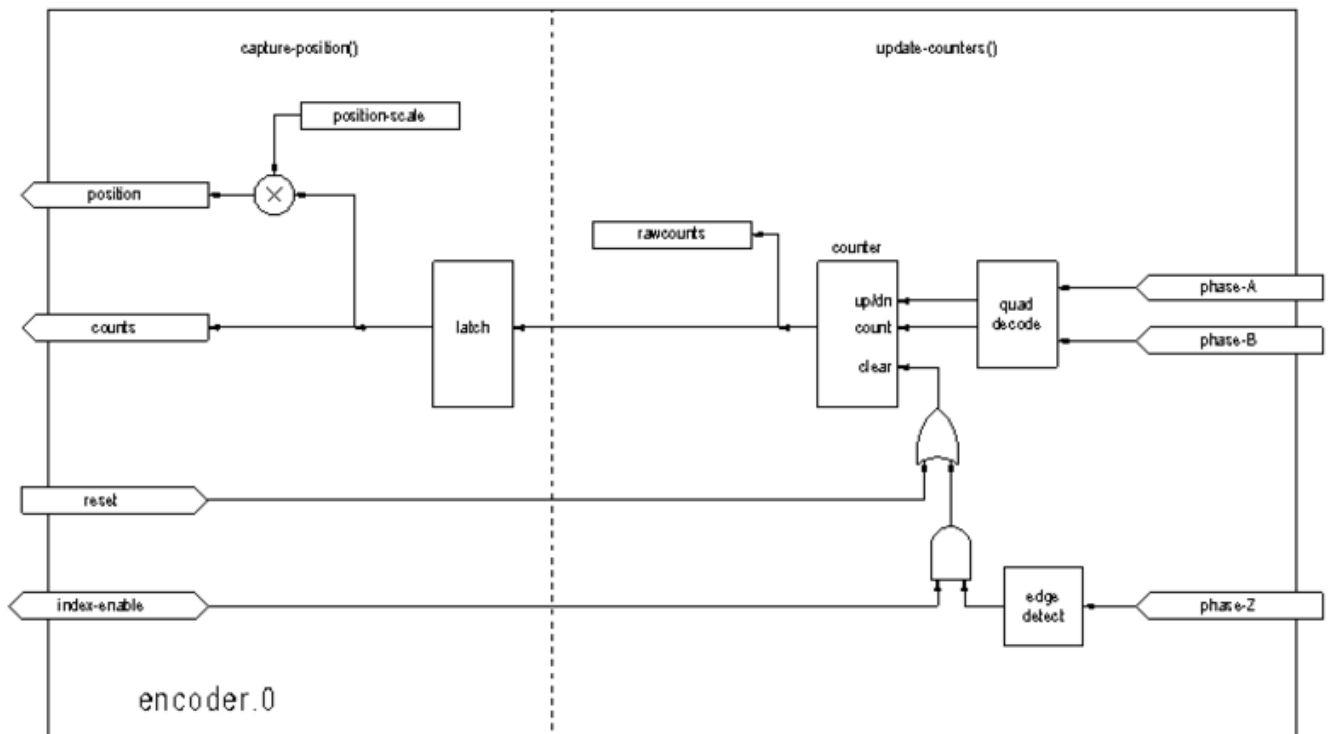 capture-position()
update-counters()
position-scale
position
rawcounts
counter
phase-A
up/dn
quad
decode
counts
latch
count
phase-B
clear
reset
index-enable
edge
detect
phase-Z
encoder.0